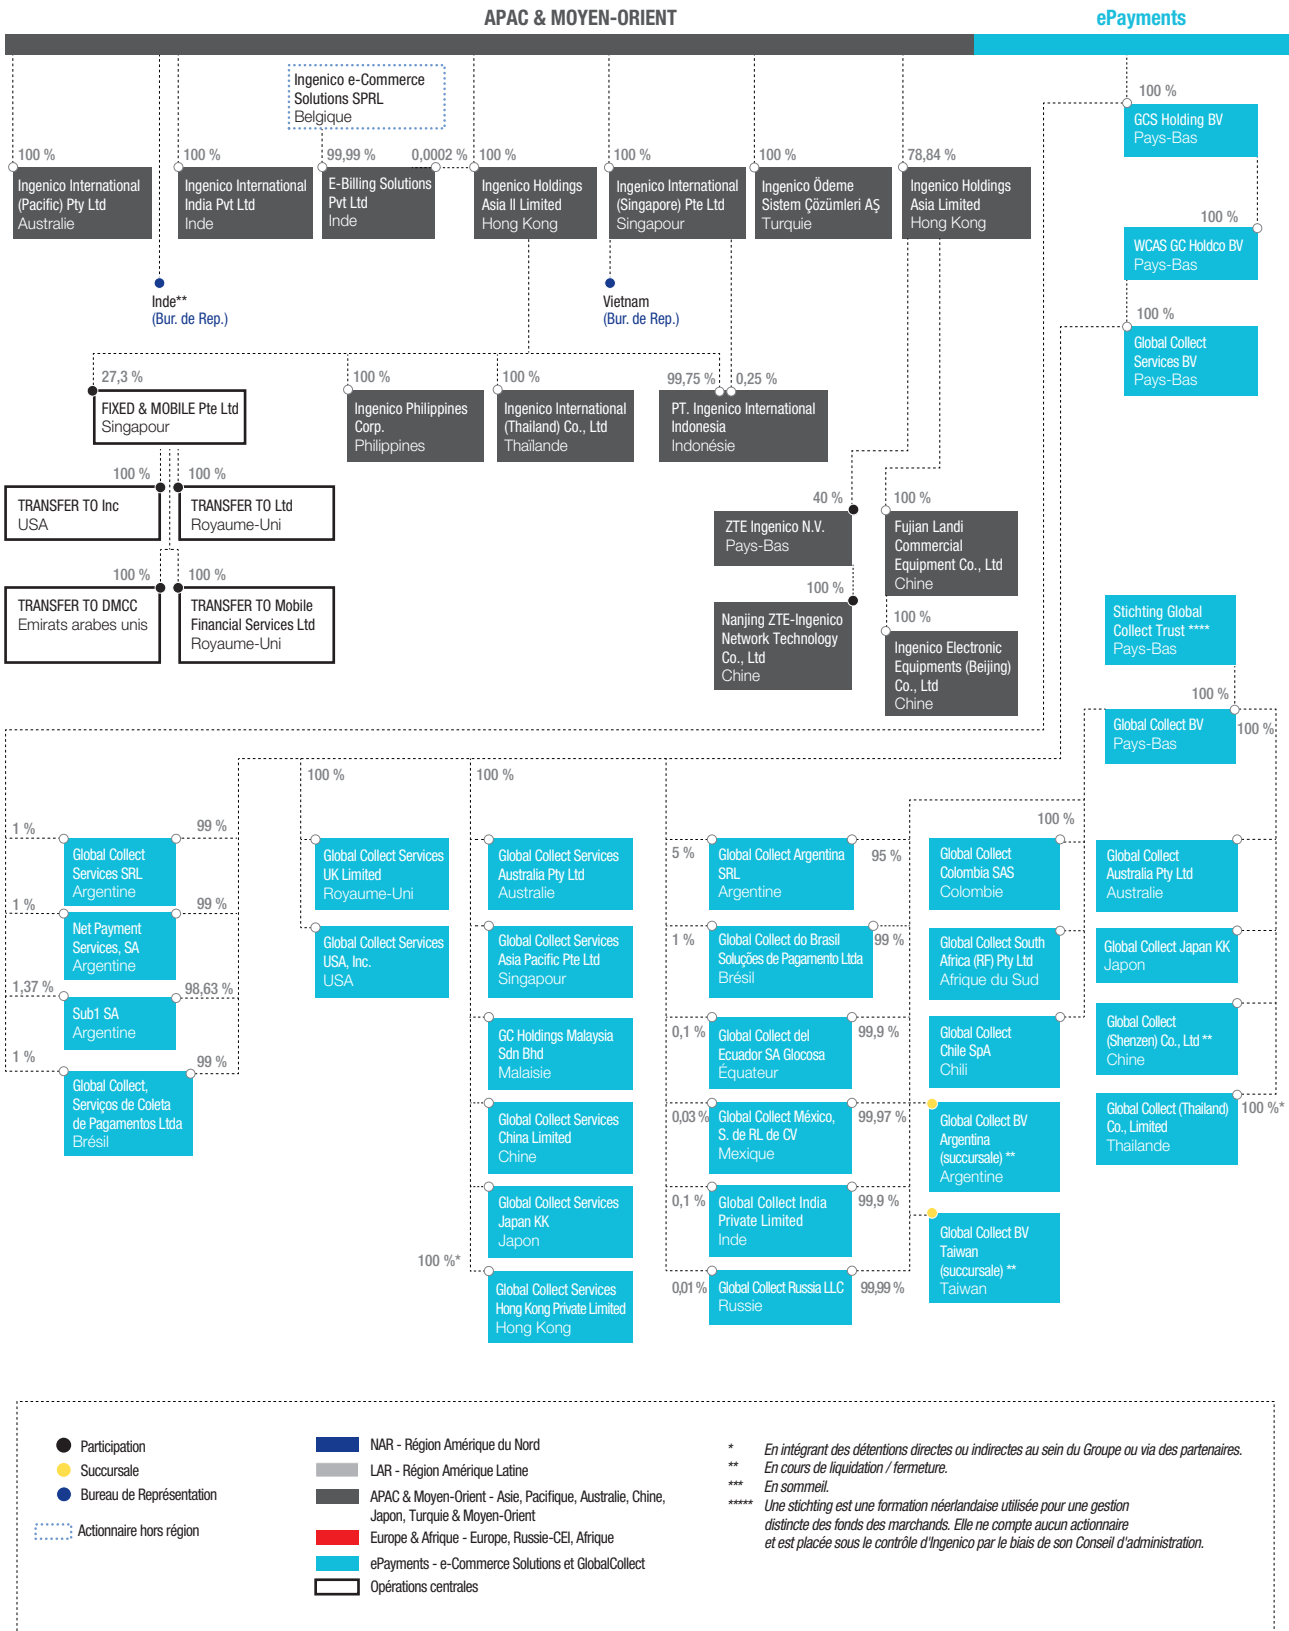 APAC & MOYEN-ORIENT
ePayments
Ingenico e-Commerce
Solutions SPRL
Belgique
100 %
GCS Holding BV
Pays-Bas
100 %
Ingenico International
(Pacific) Pty Ltd
Australie
100 %
Ingenico International
India Pvt Ltd
Inde
99,99 %
0,0002 %
E-Billing Solutions
Pvt Ltd
Inde
100 %
Ingenico Holdings
Asia II Limited
Hong Kong
100 %
Ingenico International
(Singapore) Pte Ltd
Singapour
100 %
Ingenico Ödeme
Sistem Çözümleri AŞ
Turquie
78,84 %
Ingenico Holdings
Asia Limited
Hong Kong
100 %
WCAS GC Holdco BV
Pays-Bas
Inde**
(Bur. de Rep.)
Vietnam
(Bur. de Rep.)
100 %
Global Collect
Services BV
Pays-Bas
27,3 %
FIXED & MOBILE Pte Ltd
Singapour
100 %
Ingenico Philippines
Corp.
Philippines
100 %
Ingenico International
(Thailand) Co., Ltd
Thaïlande
99,75 %
0,25 %
PT. Ingenico International
Indonesia
Indonésie
100 %
TRANSFER TO Inc
USA
100 %
TRANSFER TO Ltd
Royaume-Uni
100 %
TRANSFER TO DMCC
Emirats arabes unis
100 %
TRANSFER TO Mobile
Financial Services Ltd
Royaume-Uni
40 %
ZTE Ingenico N.V.
Pays-Bas
100 %
Fujian Landi
Commercial
Equipment Co., Ltd
Chine
100 %
Nanjing ZTE-Ingenico
Network Technology
Co., Ltd
Chine
100 %
Ingenico Electronic
Equipments (Beijing)
Co., Ltd
Chine
Stichting Global
Collect Trust ****
Pays-Bas
100 %
Global Collect BV
Pays-Bas
100 %
1 %
99 %
Global Collect
Services SRL
Argentine
1 %
99 %
Net Payment
Services, SA
Argentine
1,37 %
98,63 %
Sub1 SA
Argentine
1 %
99 %
Global Collect,
Serviços de Coleta
de Pagamentos Ltda
Brésil
100 %
Global Collect Services
UK Limited
Royaume-Uni
Global Collect Services
USA, Inc.
USA
100 %
Global Collect Services
Australia Pty Ltd
Australie
Global Collect Services
Asia Pacific Pte Ltd
Singapour
GC Holdings Malaysia
Sdn Bhd
Malaisie
Global Collect Services
China Limited
Chine
Global Collect Services
Japan KK
Japon
100 %*
Global Collect Services
Hong Kong Private Limited
Hong Kong
5 %
95 %
Global Collect Argentina
SRL
Argentine
1 %
99 %
Global Collect do Brasil
Soluções de Pagamento Ltda
Brésil
0,1 %
99,9 %
Global Collect del
Ecuador SA Glocosa
Équateur
0,03 %
99,97 %
Global Collect México,
S. de RL de CV
Mexique
0,1 %
99,9 %
Global Collect India
Private Limited
Inde
0,01 %
99,99 %
Global Collect Russia LLC
Russie
100 %
Global Collect
Colombia SAS
Colombie
Global Collect South
Africa (RF) Pty Ltd
Afrique du Sud
Global Collect
Chile SpA
Chili
Global Collect BV
Argentina
(succursale) **
Argentine
Global Collect BV
Taiwan
(succursale) **
Taiwan
Global Collect
Australia Pty Ltd
Australie
Global Collect Japan KK
Japon
Global Collect
(Shenzen) Co., Ltd **
Chine
100 %*
Global Collect (Thailand)
Co., Limited
Thailande
Participation
Succursale
Bureau de Représentation
Actionnaire hors région
NAR - Région Amérique du Nord
LAR - Région Amérique Latine
APAC & Moyen-Orient - Asie, Pacifique, Australie, Chine,
Japon, Turquie & Moyen-Orient
Europe & Afrique - Europe, Russie-CEI, Afrique
ePayments - e-Commerce Solutions et GlobalCollect
Opérations centrales
* En intégrant des détentions directes ou indirectes au sein du Groupe ou via des partenaires.
** En cours de liquidation / fermeture.
*** En sommeil.
***** Une stichting est une formation néerlandaise utilisée pour une gestion
distincte des fonds des marchands. Elle ne compte aucun actionnaire
et est placée sous le contrôle d'Ingenico par le biais de son Conseil d'administration.